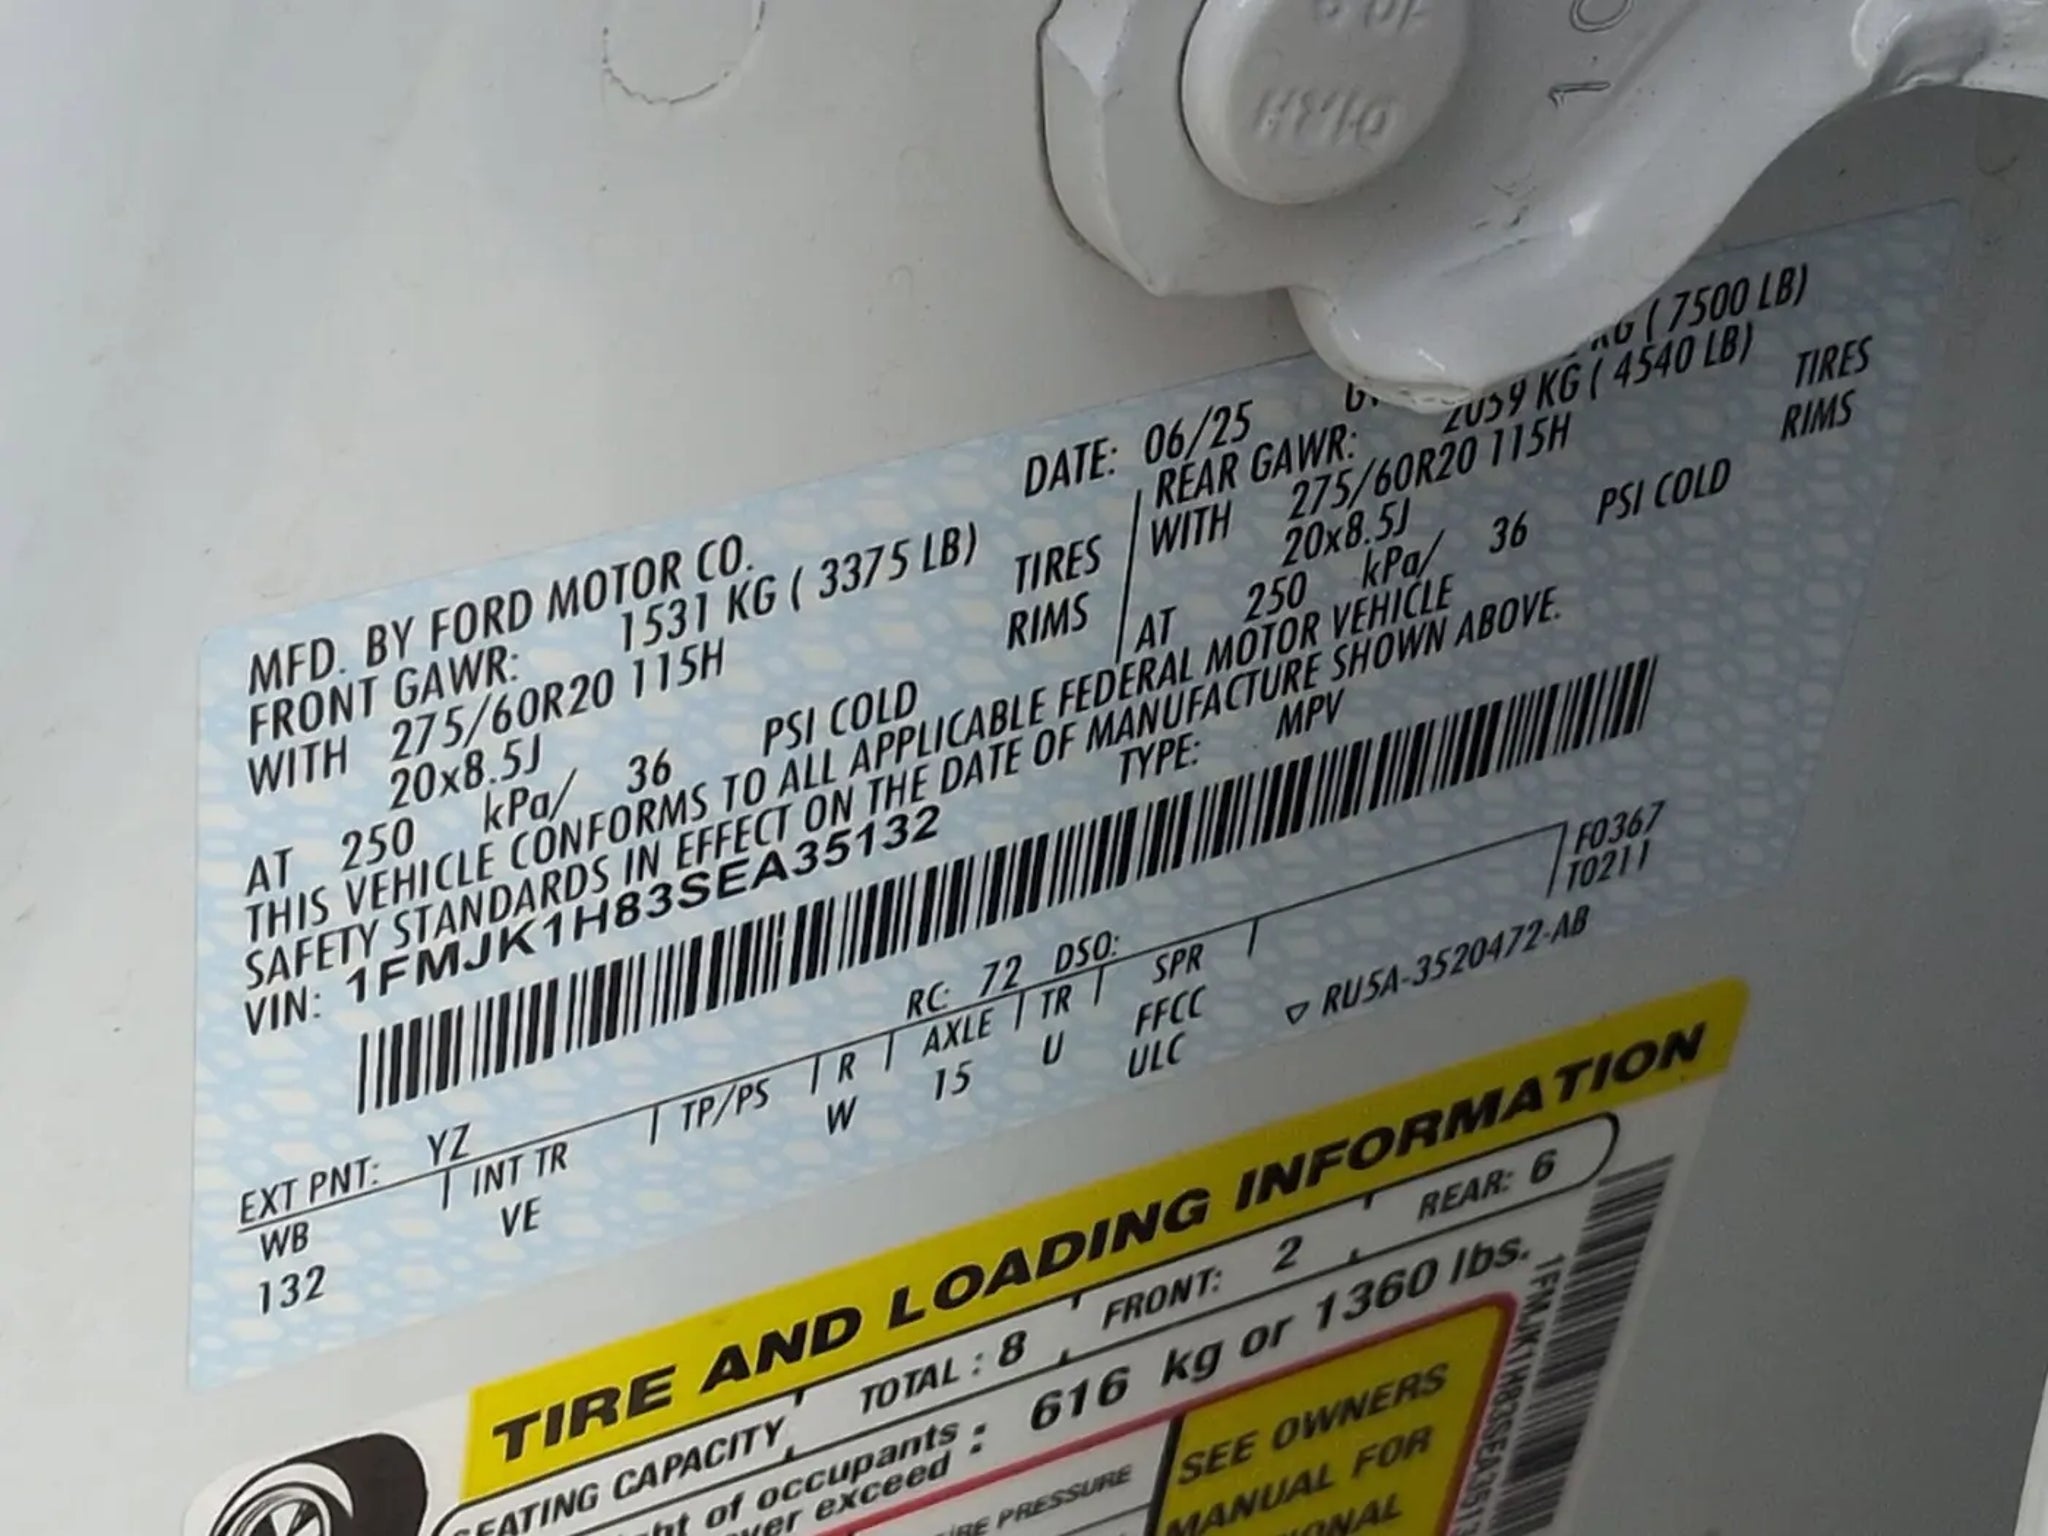 MFD. BY FORD MOTOR CO.
DATE: 06/25
KG ( 7500 LB)
FRONT GAWR: 1531 KG ( 3375 LB)
REAR GAWR: 2059 KG ( 4540 LB)
WITH 275/60R20 115H TIRES
WITH 275/60R20 115H TIRES
20x8.5J RIMS
20x8.5J RIMS
AT 250 kPa/ 36 PSI COLD
AT 250 kPa/ 36 PSI COLD
THIS VEHICLE CONFORMS TO ALL APPLICABLE FEDERAL MOTOR VEHICLE
SAFETY STANDARDS IN EFFECT ON THE DATE OF MANUFACTURE SHOWN ABOVE.
VIN: 1FMJK1H83SEA35132 TYPE: MPV
F0367
T0211
EXT PNT: YZ RC: 72 DSO:
WB INT TR TP/PS R AXLE TR SPR
132 VE W 15 U FFCC
ULC
▽ RU5A-3520472-AB
TIRE AND LOADING INFORMATION
SEATING CAPACITY TOTAL : 8 FRONT: 2 REAR: 6
of occupants
exceed : 616 kg or 1360 lbs.
PRESSURE
SEE OWNERS
MANUAL FOR